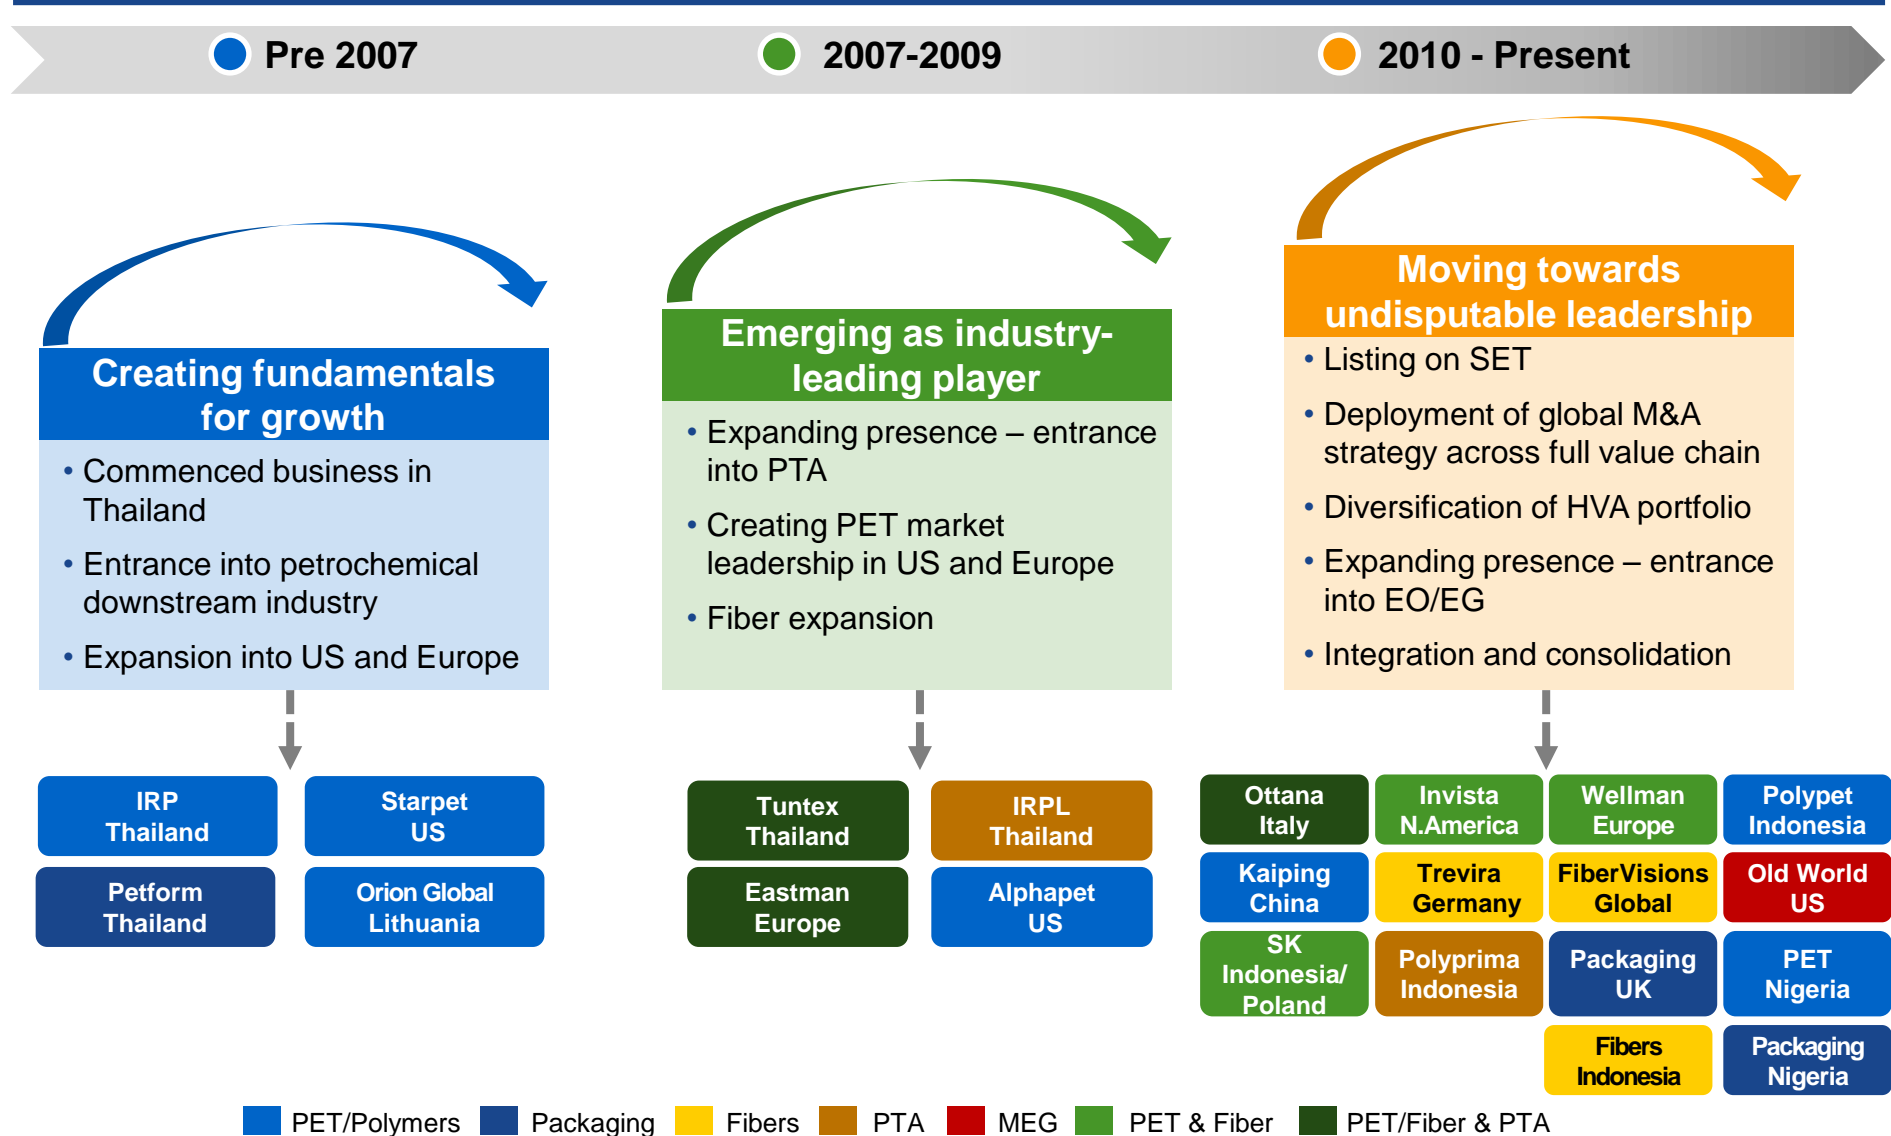 Pre 2007
2007-2009
2010 - Present
Creating fundamentals
for growth
• Commenced business in
Thailand
• Entrance into petrochemical
downstream industry
• Expansion into US and Europe
Emerging as industry-
leading player
• Expanding presence – entrance
into PTA
• Creating PET market
leadership in US and Europe
• Fiber expansion
Moving towards
undisputable leadership
• Listing on SET
• Deployment of global M&A
strategy across full value chain
• Diversification of HVA portfolio
• Expanding presence – entrance
into EO/EG
• Integration and consolidation
IRP
Thailand
Starpet
US
Petform
Thailand
Orion Global
Lithuania
Tuntex
Thailand
IRPL
Thailand
Eastman
Europe
Alphapet
US
Ottana
Italy
Invista
N.America
Wellman
Europe
Polypet
Indonesia
Kaiping
China
Trevira
Germany
FiberVisions
Global
Old World
US
SK
Indonesia/
Poland
Polyprima
Indonesia
Packaging
UK
PET
Nigeria
Fibers
Indonesia
Packaging
Nigeria
PET/Polymers
Packaging
Fibers
PTA
MEG
PET & Fiber
PET/Fiber & PTA